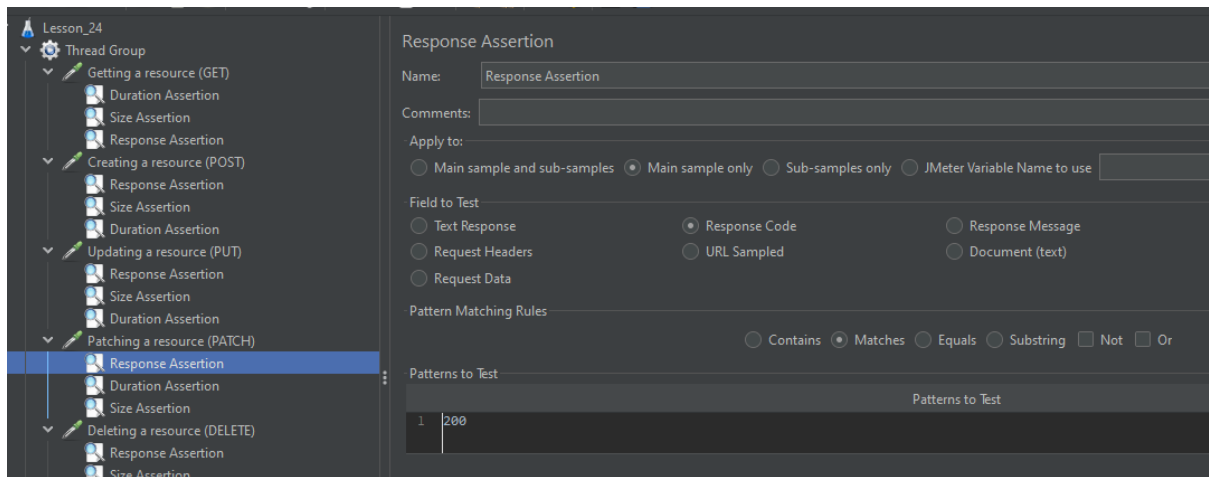 Lesson_24
Thread Group
Getting a resource (GET)
Duration Assertion
Size Assertion
Response Assertion
Creating a resource (POST)
Response Assertion
Size Assertion
Duration Assertion
Updating a resource (PUT)
Response Assertion
Size Assertion
Duration Assertion
Patching a resource (PATCH)
Response Assertion
Duration Assertion
Size Assertion
Deleting a resource (DELETE)
Response Assertion
Size Assertion
Response Assertion
Name: Response Assertion
Comments:
Apply to:
Main sample and sub-samples Main sample only Sub-samples only JMeter Variable Name to use
Field to Test
Text Response Response Code Response Message
Request Headers URL Sampled Document (text)
Request Data
Pattern Matching Rules
Contains Matches Equals Substring Not Or
Patterns to Test
Patterns to Test
1 200